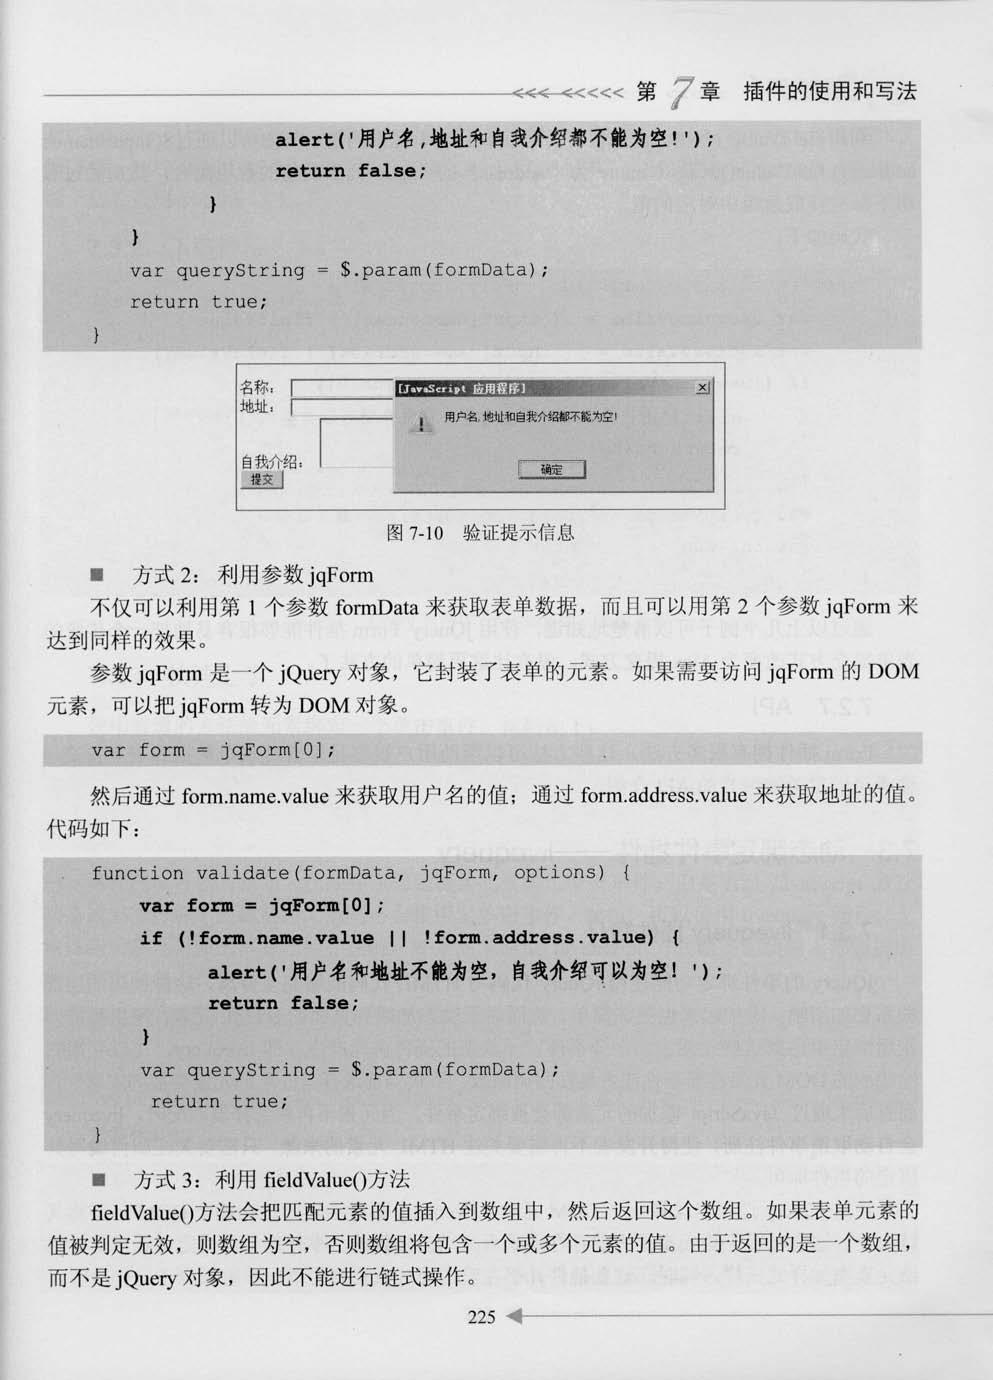 第7章 插件的使用和写法
alert('用户名,地址和自我介绍都不能为空!');
return false;
}
}
var queryString = $.param(formData);
return true;
}
名称:
地址:
自我介绍:
提交
[JavaScript 应用程序]
用户名,地址和自我介绍都不能为空!
确定
图 7-10 验证提示信息
■ 方式 2: 利用参数 jqForm
不仅可以利用第 1 个参数 formData 来获取表单数据，而且可以用第 2 个参数 jqForm 来
达到同样的效果。
参数 jqForm 是一个 jQuery 对象，它封装了表单的元素。如果需要访问 jqForm 的 DOM
元素，可以把 jqForm 转为 DOM 对象。
var form = jqForm[0];
然后通过 form.name.value 来获取用户名的值；通过 form.address.value 来获取地址的值。
代码如下：
function validate(formData, jqForm, options) {
var form = jqForm[0];
if (!form.name.value || !form.address.value) {
alert('用户名和地址不能为空，自我介绍可以为空！');
return false;
}
var queryString = $.param(formData);
return true;
}
■ 方式 3：利用 fieldValue()方法
fieldValue()方法会把匹配元素的值插入到数组中，然后返回这个数组。如果表单元素的
值被判定无效，则数组为空，否则数组将包含一个或多个元素的值。由于返回的是一个数组，
而不是 jQuery 对象，因此不能进行链式操作。
225